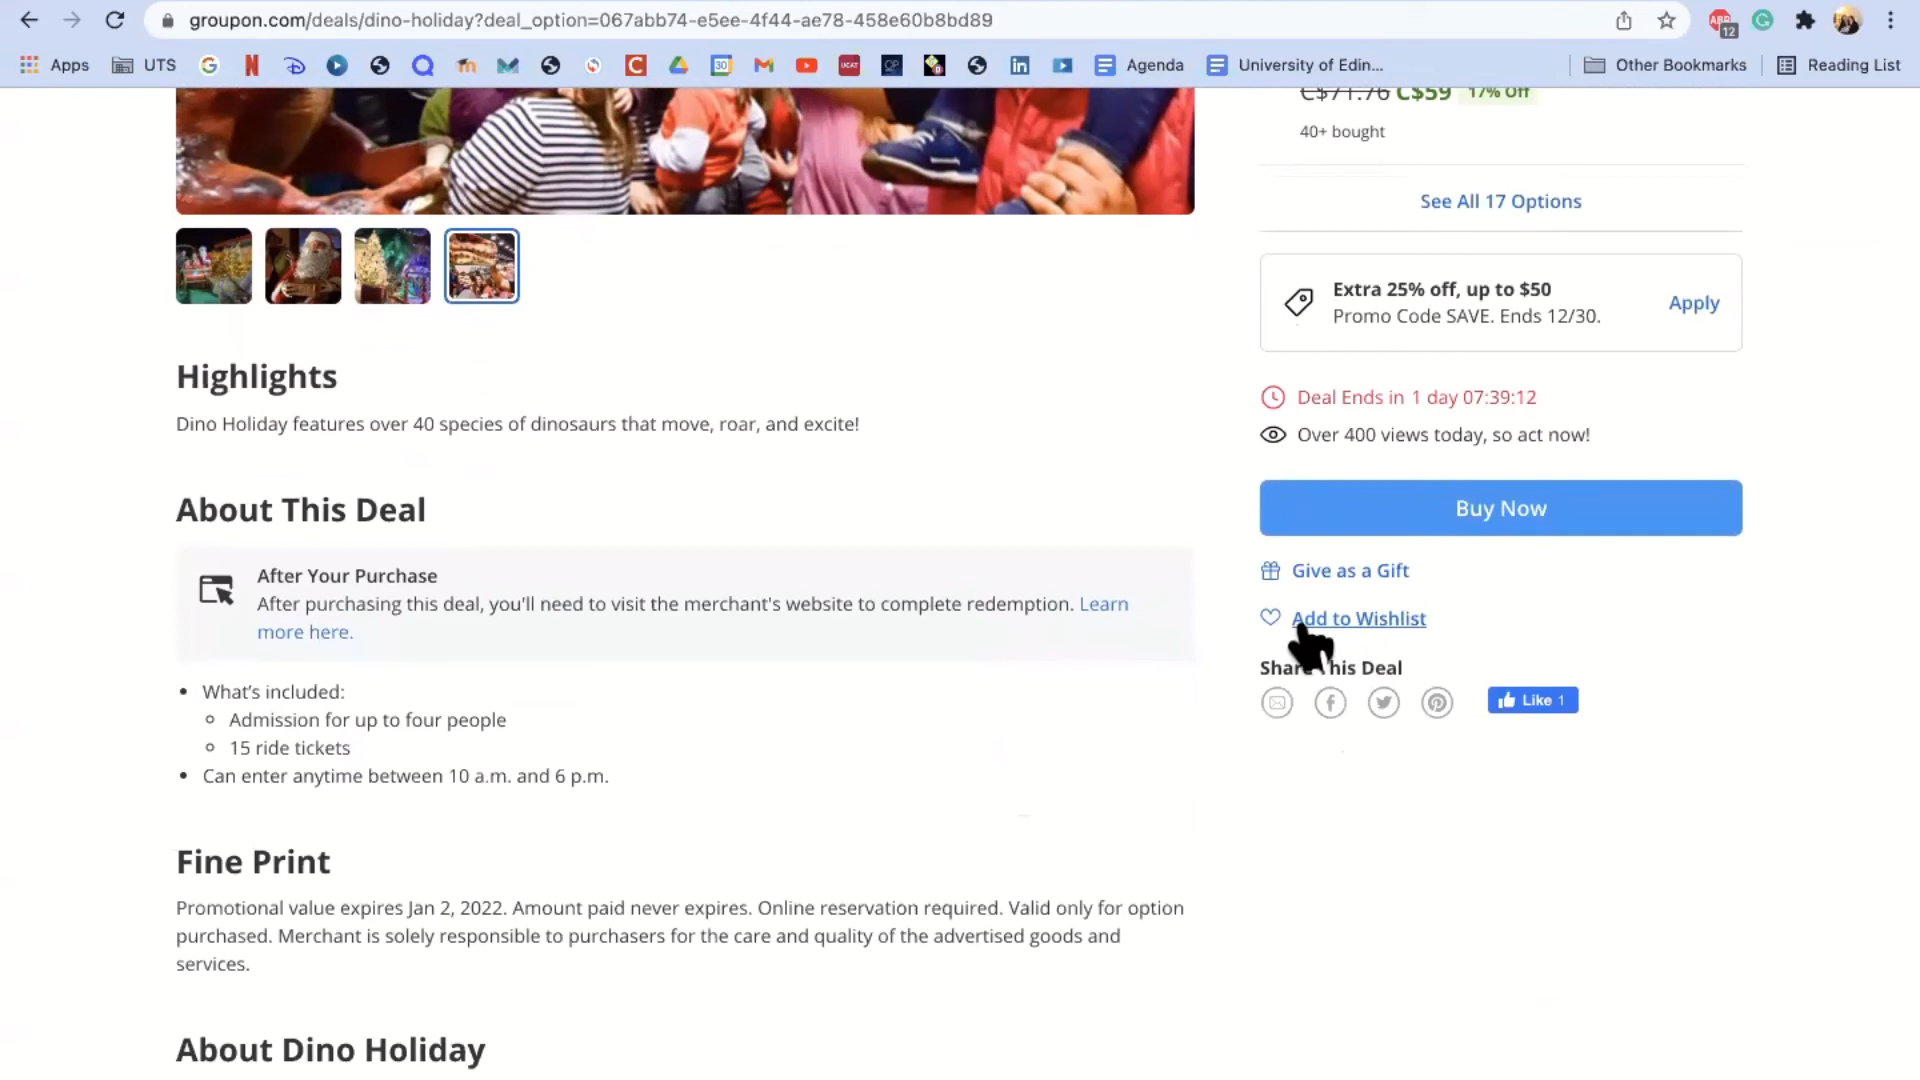 groupon.com/deals/dino-holiday?deal_option=067abb74-e5ee-4f44-ae78-458e60b8bd89
ABP
12
Apps
UTS
30
UCAT
Agenda
University of Edin...
Other Bookmarks
Reading List
C$71.76 C$59 17% Off
40+ bought
See All 17 Options
Extra 25% off, up to $50
Promo Code SAVE. Ends 12/30.
Apply
Deal Ends in 1 day 07:39:12
Over 400 views today, so act now!
Buy Now
Give as a Gift
Add to Wishlist
Share This Deal
Like 1
Highlights
Dino Holiday features over 40 species of dinosaurs that move, roar, and excite!
About This Deal
After Your Purchase
After purchasing this deal, you'll need to visit the merchant's website to complete redemption. Learn
more here.
What's included:
Admission for up to four people
15 ride tickets
Can enter anytime between 10 a.m. and 6 p.m.
Fine Print
Promotional value expires Jan 2, 2022. Amount paid never expires. Online reservation required. Valid only for option
purchased. Merchant is solely responsible to purchasers for the care and quality of the advertised goods and
services.
About Dino Holiday